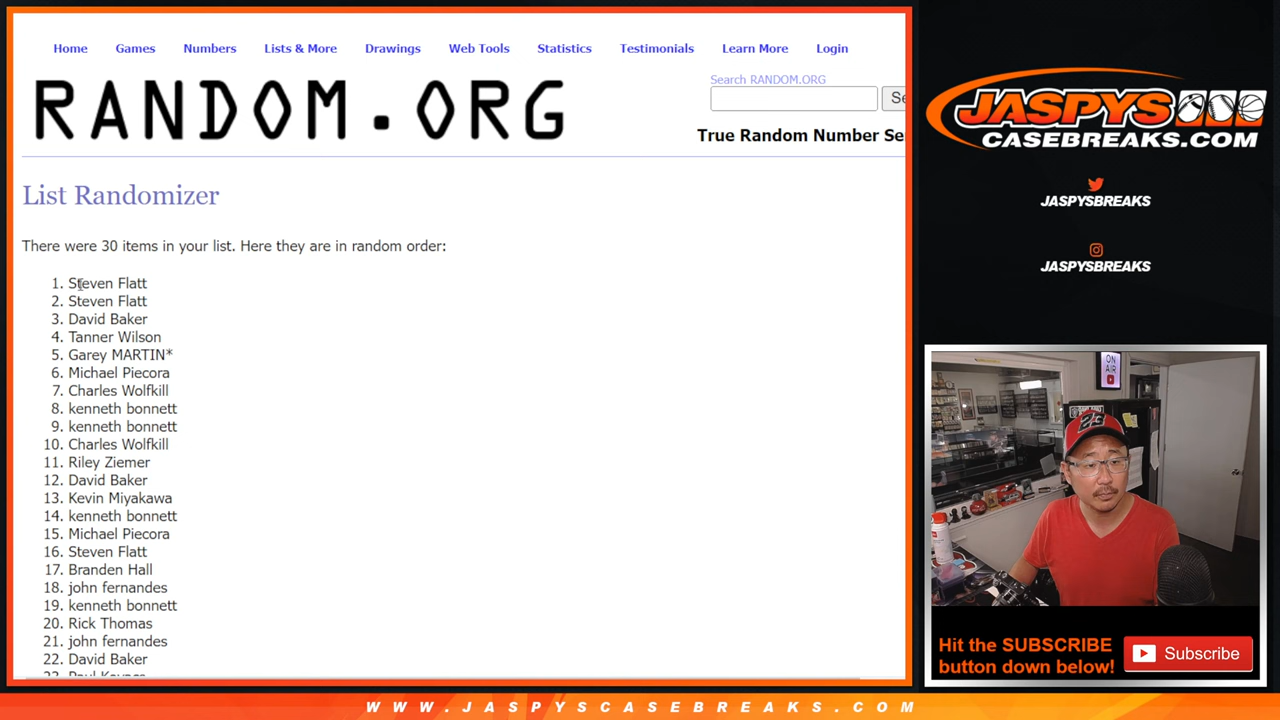 Home Games Numbers Lists & More Drawings Web Tools Statistics Testimonials Learn More Login
Search RANDOM.ORG
RANDOM.ORG
True Random Number Se
List Randomizer
There were 30 items in your list. Here they are in random order:
1. Steven Flatt
2. Steven Flatt
3. David Baker
4. Tanner Wilson
5. Garey MARTIN*
6. Michael Piecora
7. Charles Wolfkill
8. kenneth bonnett
9. kenneth bonnett
10. Charles Wolfkill
11. Riley Ziemer
12. David Baker
13. Kevin Miyakawa
14. kenneth bonnett
15. Michael Piecora
16. Steven Flatt
17. Branden Hall
18. john fernandes
19. kenneth bonnett
20. Rick Thomas
21. john fernandes
22. David Baker
JASPYS
CASEBREAKS.COM
JASPYSBREAKS
JASPYSBREAKS
ON AIR
Hit the SUBSCRIBE
button down below!
Subscribe
WWW.JASPYSCASEBREAKS.COM